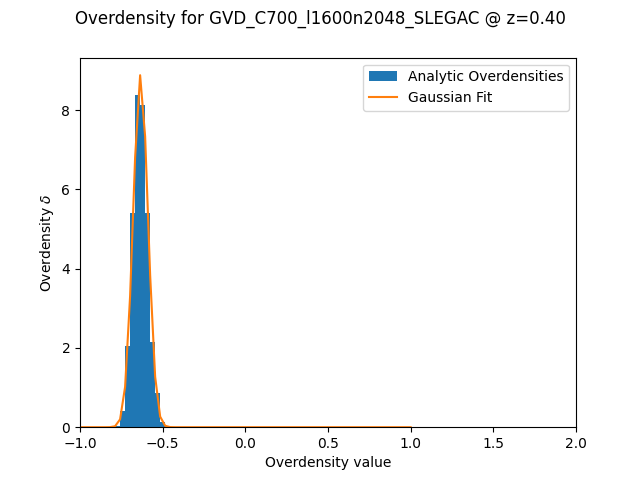 Overdensity for GVD_C700_l1600n2048_SLEGAC @ z=0.40
Analytic Overdensities
Gaussian Fit
Overdensity δ
8
6
4
2
0
−1.0 −0.5 0.0 0.5 1.0 1.5 2.0
Overdensity value